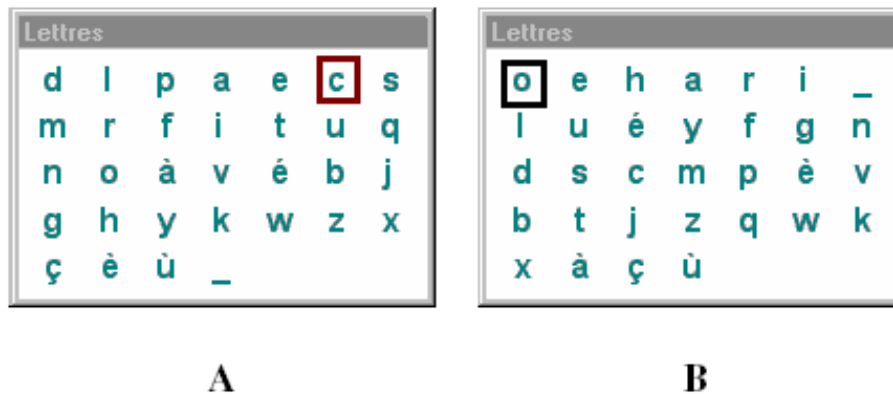 Lettres
d l p a e c s
m r f i t u q
n o à v é b j
g h y k w z x
ç è ù _
A
Lettres
o e h a r i _
l u é y f g n
d s c m p è v
b t j z q w k
x à ç ù
B